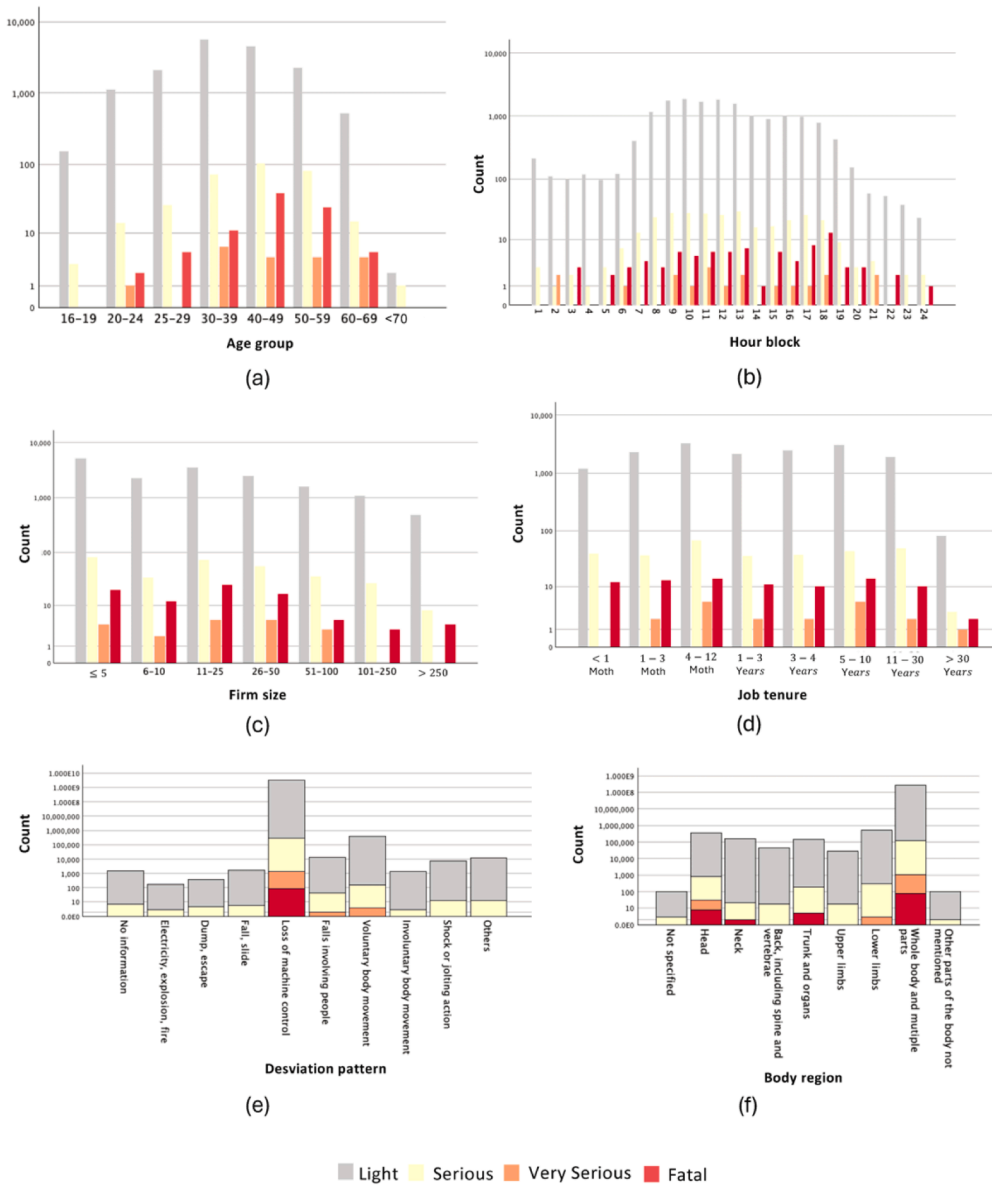 10,000
1,000
100
10
1
0
16–19 20–24 25–29 30–39 40–49 50–59 60–69 <70
Age group
(a)
Count
10,000
1,000
100
10
1
0
1 2 3 4 5 6 7 8 9 10 11 12 13 14 15 16 17 18 19 20 21 22 23 24
Hour block
(b)
Count
10,000
1,000
.00
10
1
0
≤ 5 6–10 11–25 26–50 51–100 101–250 > 250
Firm size
(c)
Count
10,000
1,000
100
10
1
0
< 1 1 − 3 4 − 12 1 − 3 3 − 4 5 − 10 11 − 30 > 30
Moth Moth Moth Years Years Years Years Years
Job tenure
(d)
Count
1.000E10
1.000E9
1.000E8
10,000,000
1,000,000
100,000
10,000
1,000
100
10
0.0E0
No information
Electricity, explosion, fire
Dump, escape
Fall, slide
Loss of machine control
Falls involving people
Voluntary body movement
Involuntary body movement
Shock or jolting action
Others
Desviation pattern
(e)
Count
1.000E9
1.000E8
10,000,000
1,000,000
100,000
10,000
1,000
100
10
0.0E0
Not specified
Head
Neck
Back, including spine and
vertebrae
Trunk and organs
Upper limbs
Lower limbs
Whole body and mutiple
parts
Other parts of the body not
mentioned
Body region
(f)
Light Serious Very Serious Fatal